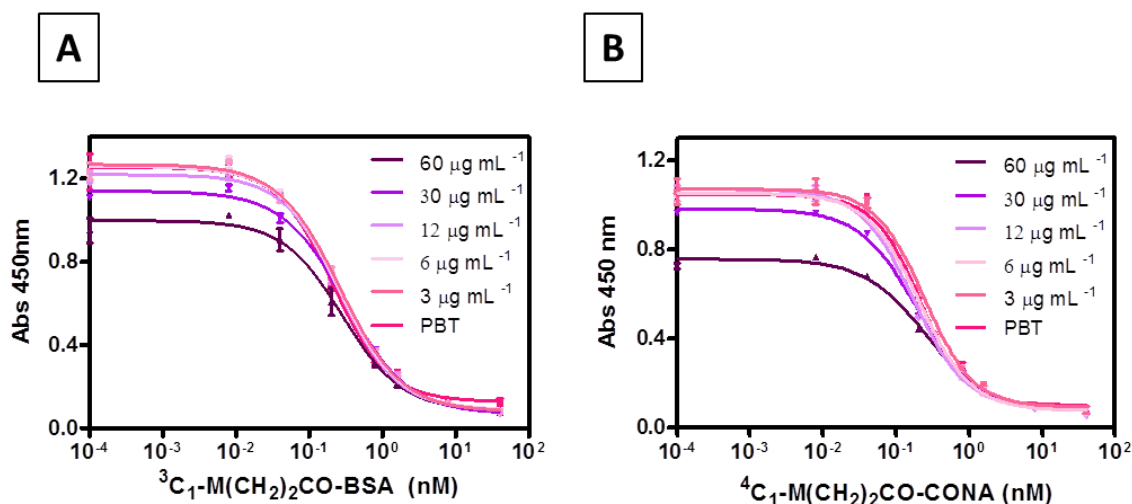 A
B
Abs 450nm
1.2
0.8
0.4
0.0
60 μg mL⁻¹
30 μg mL⁻¹
12 μg mL⁻¹
6 μg mL⁻¹
3 μg mL⁻¹
PBT
10⁻⁴ 10⁻³ 10⁻² 10⁻¹ 10⁰ 10¹ 10²
³C₁-M(CH₂)₂CO-BSA (nM)
Abs 450 nm
1.2
0.8
0.4
0.0
60 μg mL⁻¹
30 μg mL⁻¹
12 μg mL⁻¹
6 μg mL⁻¹
3 μg mL⁻¹
PBT
10⁻⁴ 10⁻³ 10⁻² 10⁻¹ 10⁰ 10¹ 10²
⁴C₁-M(CH₂)₂CO-CONA (nM)